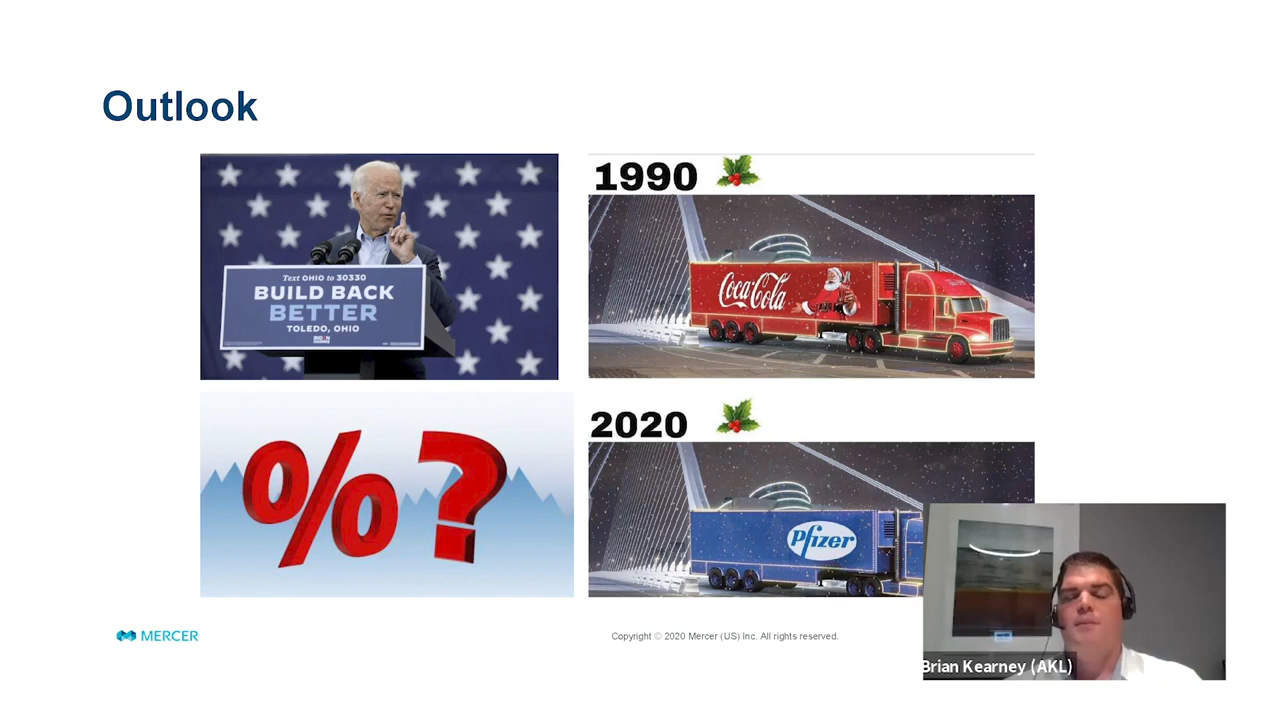 Outlook
Text OHIO to 30330
BUILD BACK
BETTER
TOLEDO, OHIO
1990
Coca-Cola
%?
2020
Pfizer
MERCER
Copyright © 2020 Mercer (US) Inc. All rights reserved.
Brian Kearney (AKL)